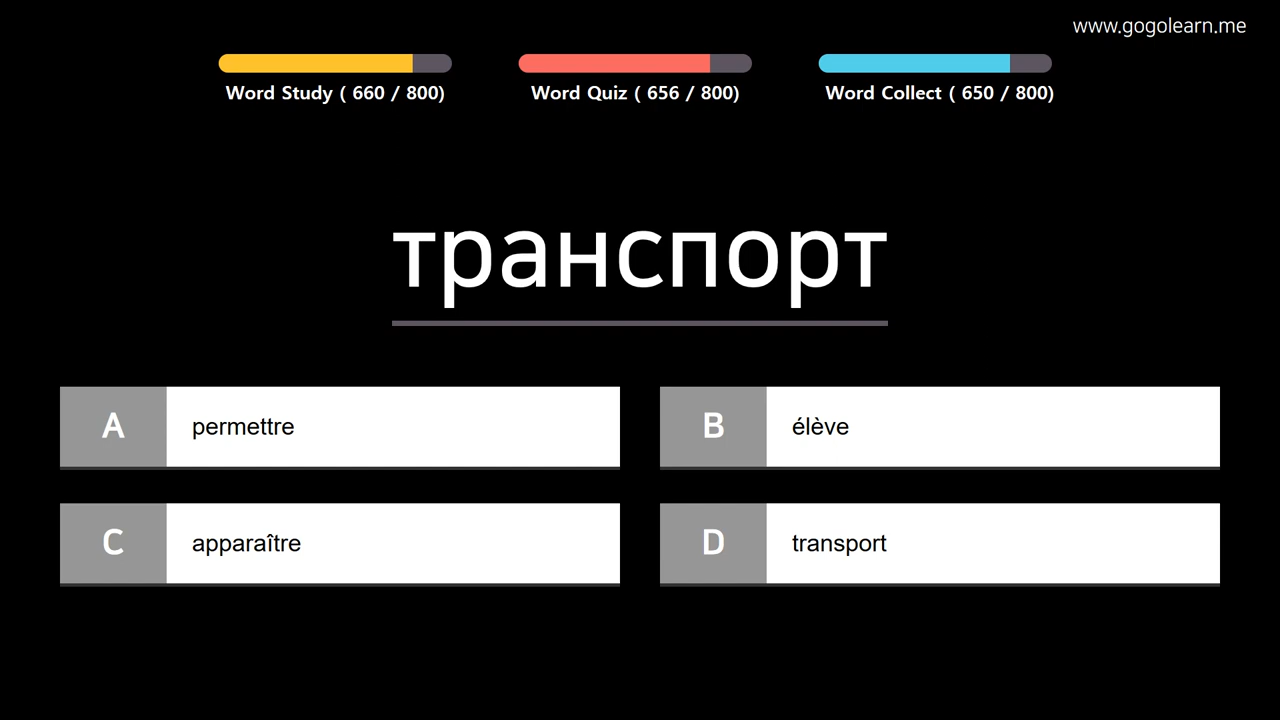 www.gogolearn.me
Word Study ( 660 / 800)
Word Quiz ( 656 / 800)
Word Collect ( 650 / 800)
транспорт
A permettre
B élève
C apparaître
D transport